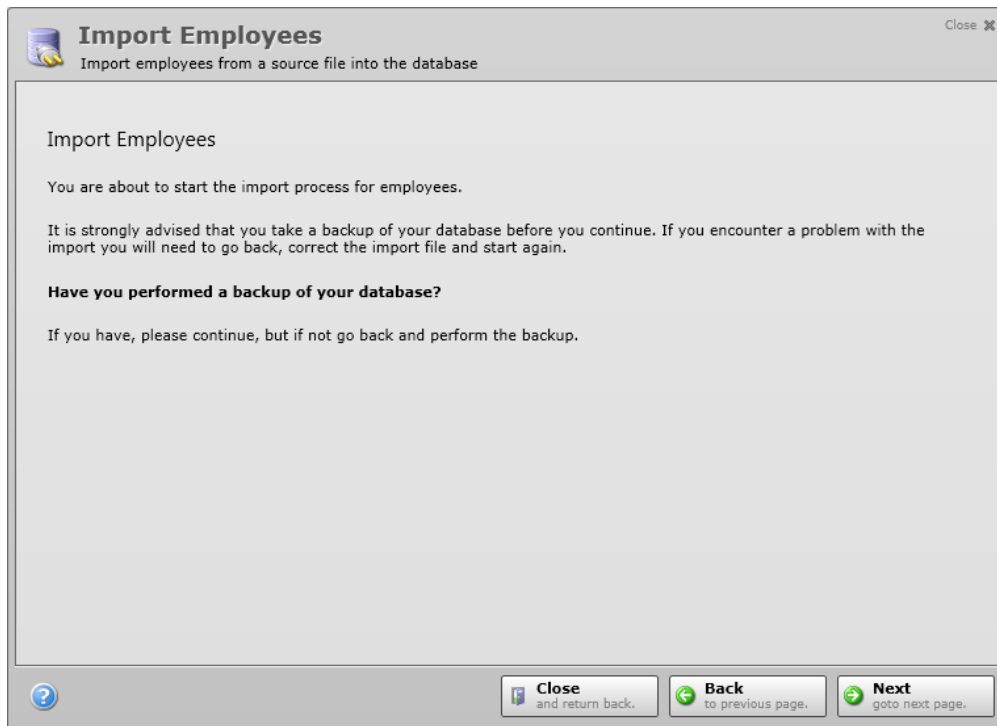 Import Employees
Close
Import employees from a source file into the database
Import Employees
You are about to start the import process for employees.
It is strongly advised that you take a backup of your database before you continue. If you encounter a problem with the
import you will need to go back, correct the import file and start again.
Have you performed a backup of your database?
If you have, please continue, but if not go back and perform the backup.
?
Close
and return back.
Back
to previous page.
Next
goto next page.